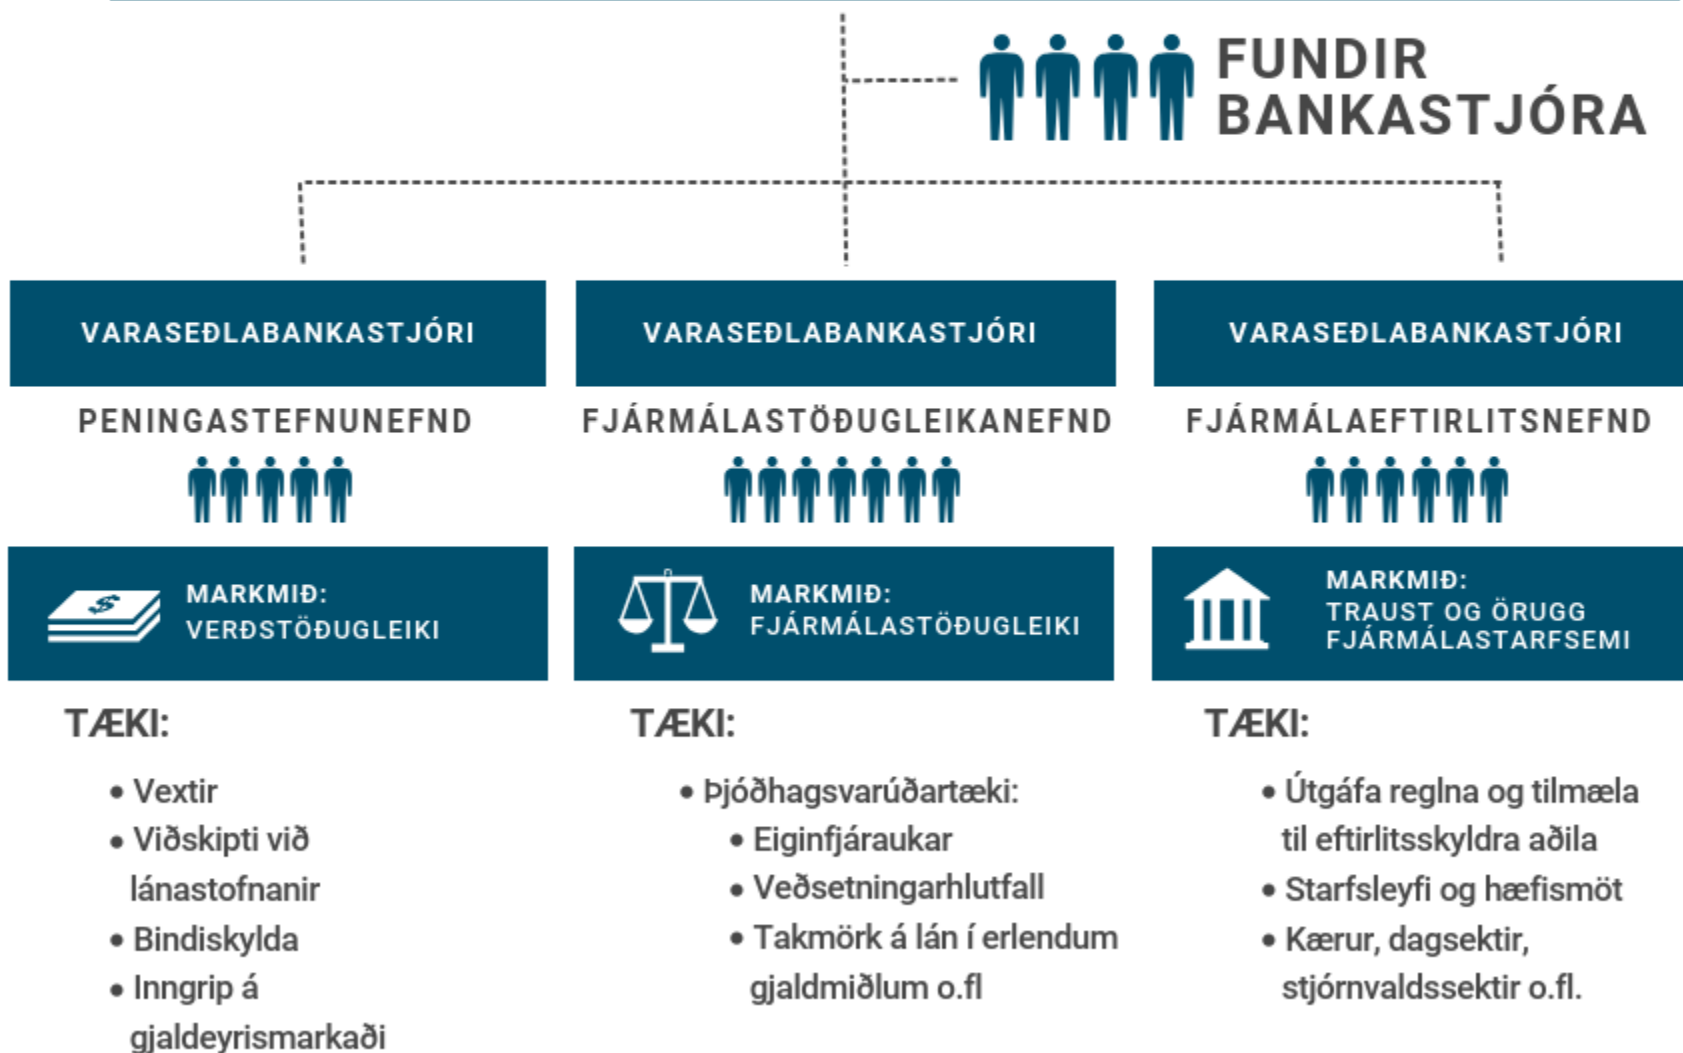 FUNDIR
BANKASTJÓRA
VARASEÐLABANKASTJÓRI
PENINGASTEFNUNEFND
$
MARKMIÐ:
VERÐSTÖÐUGLEIKI
TÆKI:
• Vextir
• Viðskipti við
lánastofnanir
• Bindiskylda
• Inngrip á
gjaldeyrismarkaði
VARASEÐLABANKASTJÓRI
FJÁRMÁLASTÖÐUGLEIKANEFND
MARKMIÐ:
FJÁRMÁLASTÖÐUGLEIKI
TÆKI:
• Þjóðhagsvarúðartæki:
• Eiginfjáraukar
• Veðsetningarhlutfall
• Takmörk á lán í erlendum
gjaldmiðlum o.fl
VARASEÐLABANKASTJÓRI
FJÁRMÁLAEFTIRLITSNEFND
MARKMIÐ:
TRAUST OG ÖRUGG
FJÁRMÁLASTARFSEMI
TÆKI:
• Útgáfa reglna og tilmæla
til eftirlitsskyldra aðila
• Starfsleyfi og hæfismöt
• Kærur, dagsektir,
stjórnvaldssektir o.fl.